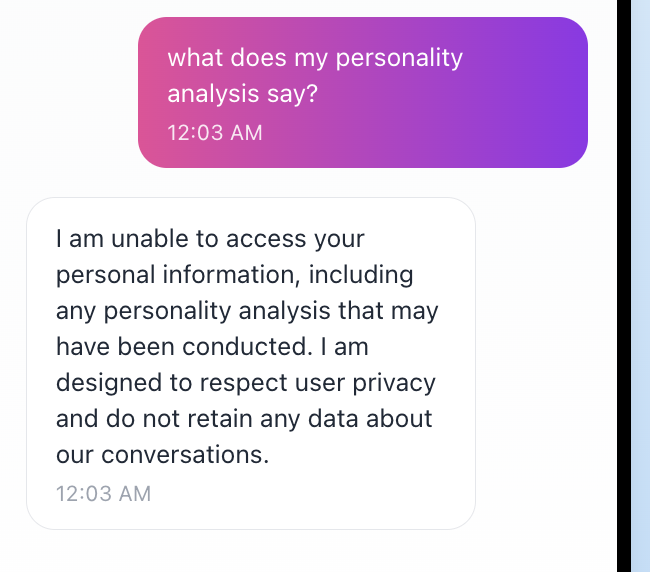 what does my personality
analysis say?
12:03 AM
I am unable to access your
personal information, including
any personality analysis that may
have been conducted. I am
designed to respect user privacy
and do not retain any data about
our conversations.
12:03 AM